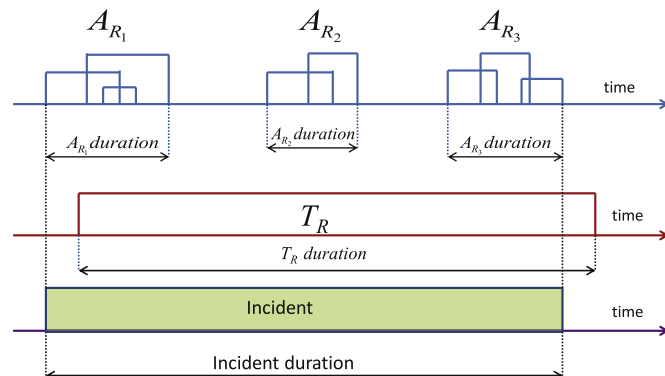 A_{R_1} A_{R_2} A_{R_3}
time
A_{R_1} duration A_{R_2} duration A_{R_3} duration
T_R time
T_R duration
Incident time
Incident duration